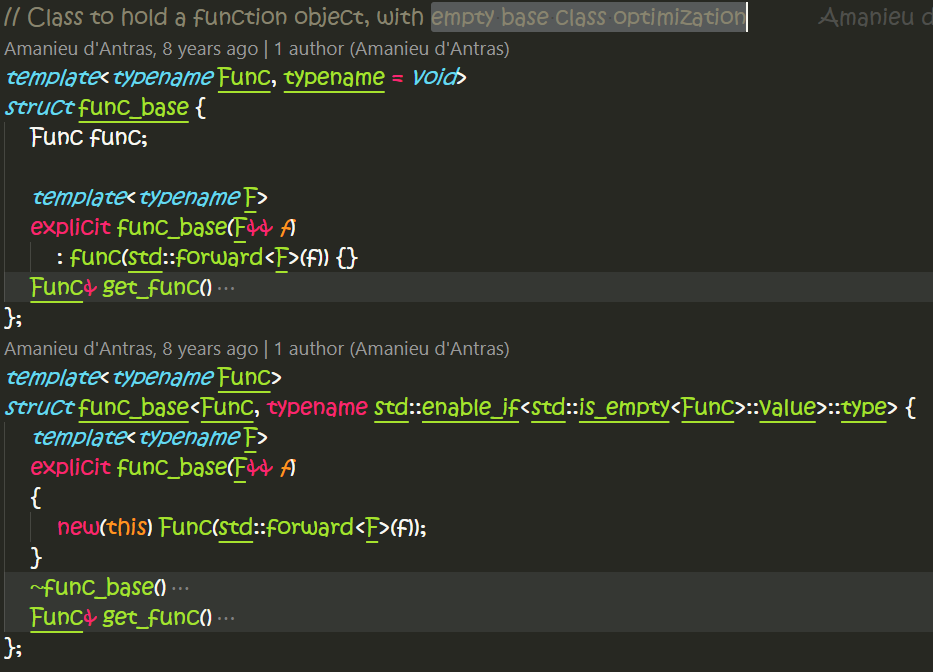 // Class to hold a function object, with empty base class optimization Amanieu d
Amanieu d'Antras, 8 years ago | 1 author (Amanieu d'Antras)
template<typename Func, typename = void>
struct func_base {
Func func;
template<typename F>
explicit func_base(F&& f)
: func(std::forward<F>(f)) {}
Func& get_func() ···
};
Amanieu d'Antras, 8 years ago | 1 author (Amanieu d'Antras)
template<typename Func>
struct func_base<Func, typename std::enable_if<std::is_empty<Func>::value>::type> {
template<typename F>
explicit func_base(F&& f)
{
new(this) Func(std::forward<F>(f));
}
~func_base() ···
Func& get_func() ···
};